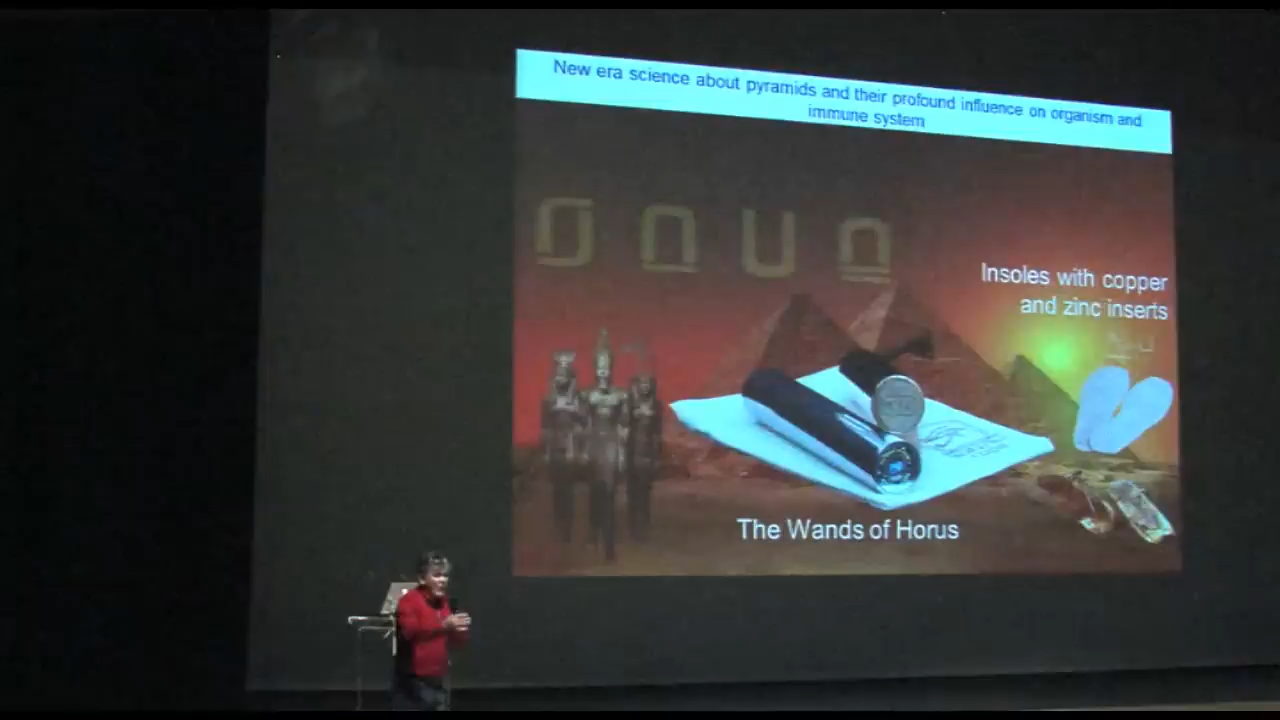 New era science about pyramids and their profound influence on organism and
immune system
Insoles with copper
and zinc inserts
The Wands of Horus